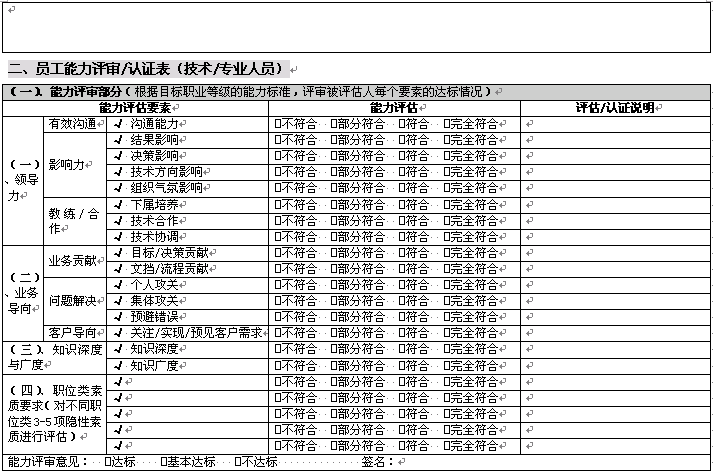 二、员工能力评审/认证表（技术/专业人员）
（一）、能力评审部分（根据目标职业等级的能力标准，评审被评估人每个要素的达标情况）
能力评估要素 能力评估 评估/认证说明
（一）、领导力
有效沟通 √ 沟通能力 □不符合 □部分符合 □符合 □完全符合
影响力 √ 结果影响 □不符合 □部分符合 □符合 □完全符合
√ 决策影响 □不符合 □部分符合 □符合 □完全符合
√ 技术方向影响 □不符合 □部分符合 □符合 □完全符合
√ 组织气氛影响 □不符合 □部分符合 □符合 □完全符合
教练/合作 √ 下属培养 □不符合 □部分符合 □符合 □完全符合
√ 技术合作 □不符合 □部分符合 □符合 □完全符合
√ 技术协调 □不符合 □部分符合 □符合 □完全符合
（二）、业务导向
业务贡献 √ 目标/决策贡献 □不符合 □部分符合 □符合 □完全符合
√ 文挡/流程贡献 □不符合 □部分符合 □符合 □完全符合
问题解决 √ 个人攻关 □不符合 □部分符合 □符合 □完全符合
√ 集体攻关 □不符合 □部分符合 □符合 □完全符合
√ 预避错误 □不符合 □部分符合 □符合 □完全符合
客户导向 √ 关注/实现/预见客户需求 □不符合 □部分符合 □符合 □完全符合
（三）、知识深度与广度
√ 知识深度 □不符合 □部分符合 □符合 □完全符合
√ 知识广度 □不符合 □部分符合 □符合 □完全符合
（四）、职位类素质要求（对不同职位类3-5项隐性素质进行评估）
√ □不符合 □部分符合 □符合 □完全符合
√ □不符合 □部分符合 □符合 □完全符合
√ □不符合 □部分符合 □符合 □完全符合
√ □不符合 □部分符合 □符合 □完全符合
√ □不符合 □部分符合 □符合 □完全符合
能力评审意见： □达标 □基本达标 □不达标 签名：